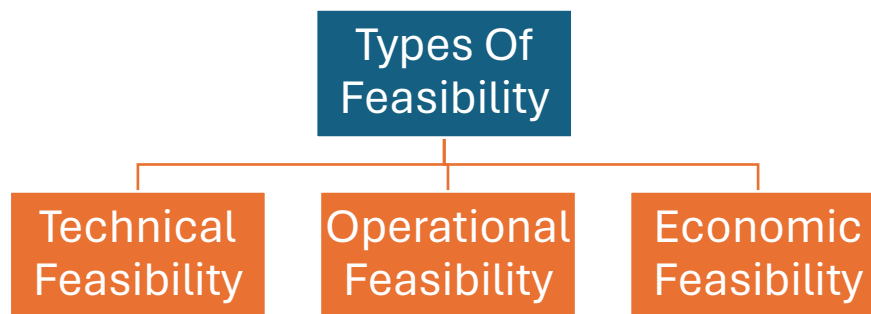 Types Of
Feasibility
Technical
Feasibility
Operational
Feasibility
Economic
Feasibility